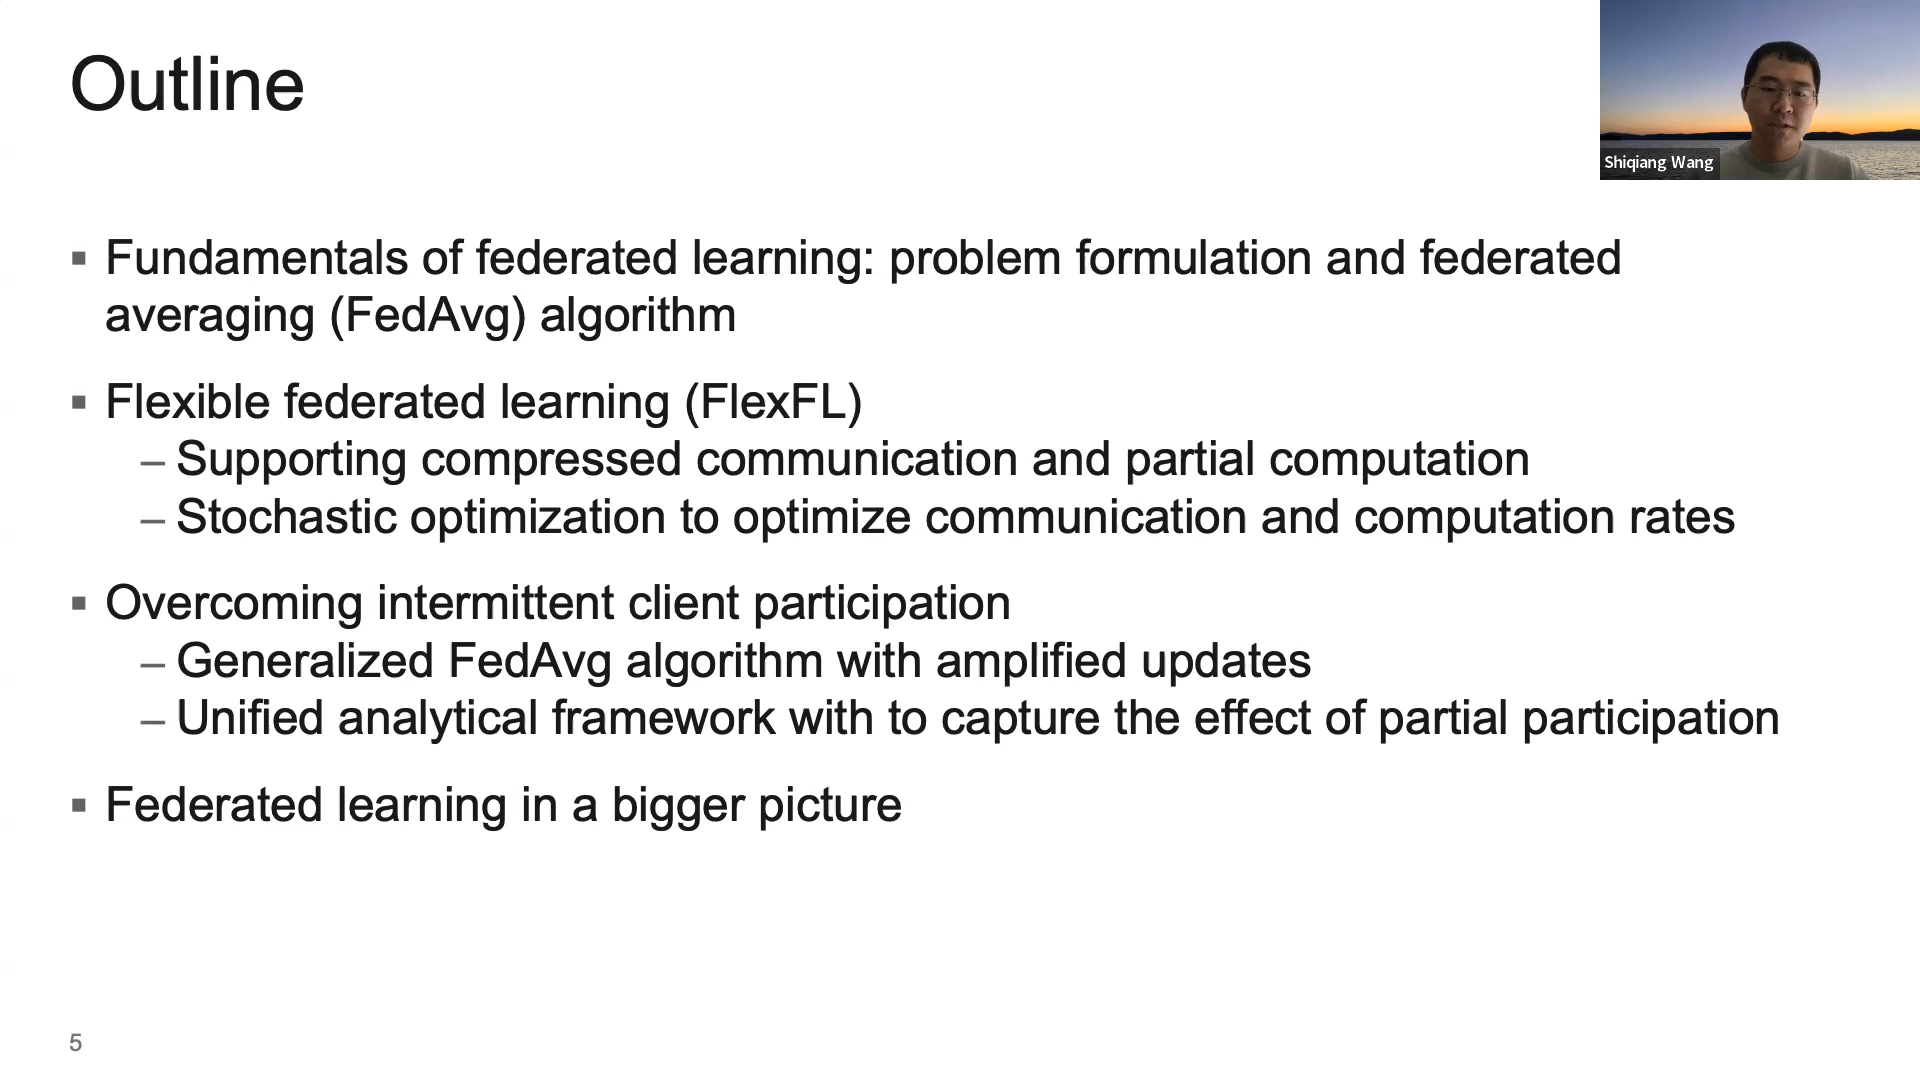 Outline
Shiqiang Wang
▪ Fundamentals of federated learning: problem formulation and federated
averaging (FedAvg) algorithm
▪ Flexible federated learning (FlexFL)
– Supporting compressed communication and partial computation
– Stochastic optimization to optimize communication and computation rates
▪ Overcoming intermittent client participation
– Generalized FedAvg algorithm with amplified updates
– Unified analytical framework with to capture the effect of partial participation
▪ Federated learning in a bigger picture
5